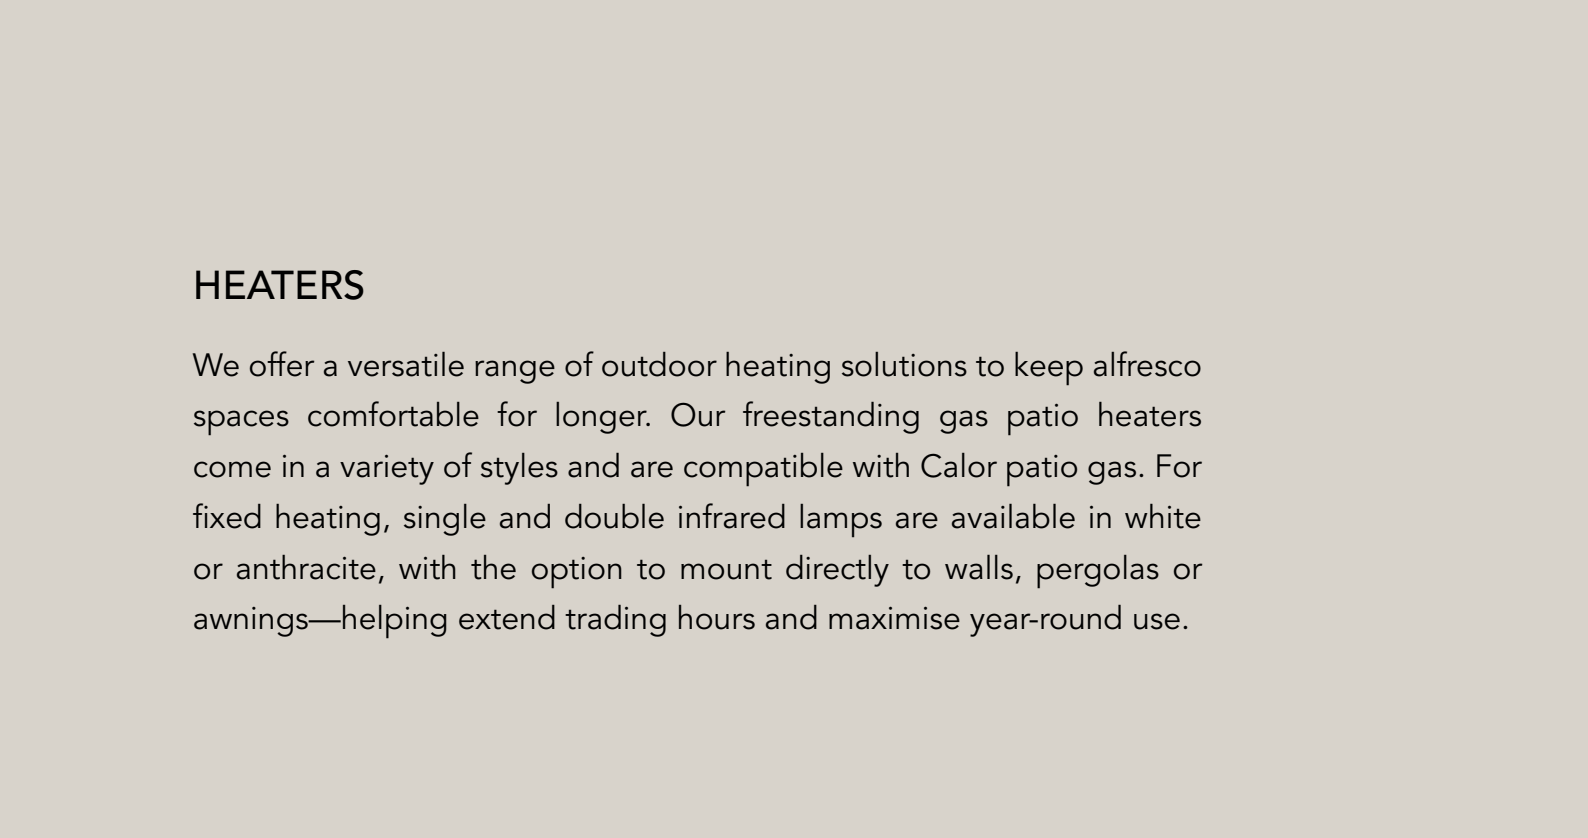 HEATERS
We offer a versatile range of outdoor heating solutions to keep alfresco
spaces comfortable for longer. Our freestanding gas patio heaters
come in a variety of styles and are compatible with Calor patio gas. For
fixed heating, single and double infrared lamps are available in white
or anthracite, with the option to mount directly to walls, pergolas or
awnings—helping extend trading hours and maximise year-round use.